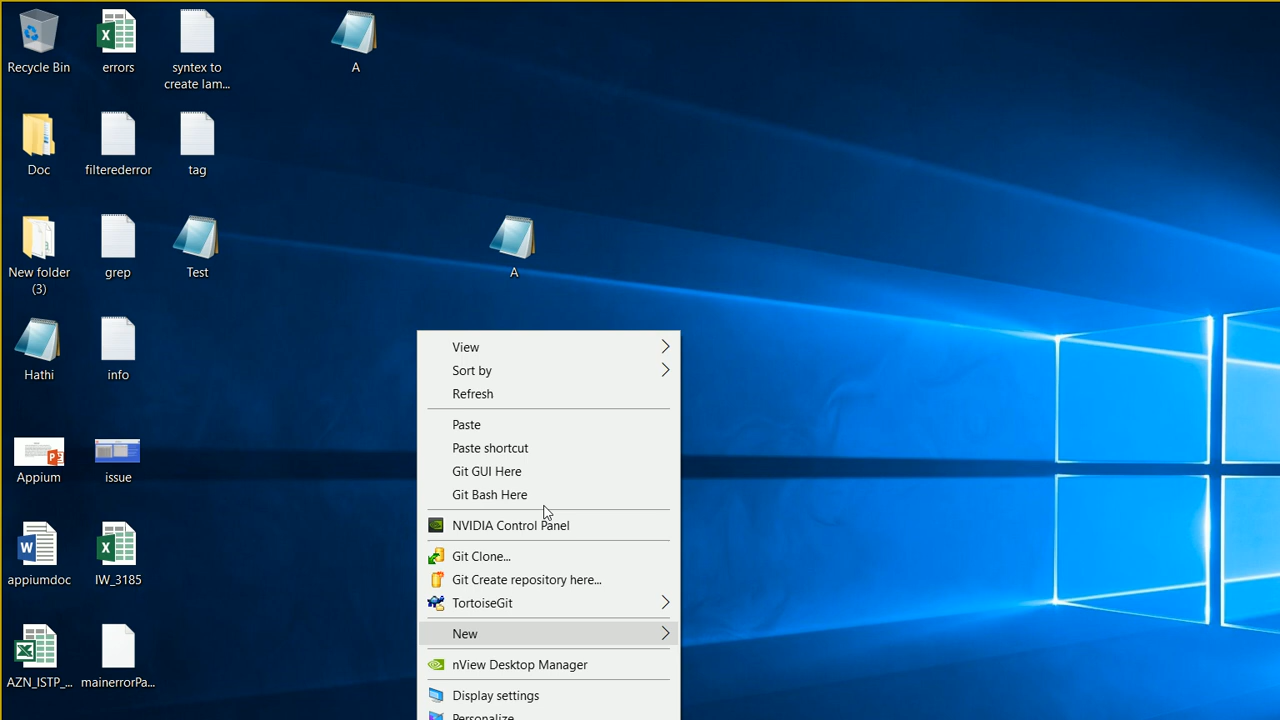 Recycle Bin
errors
syntex to
create lam...
A
Doc
filterederror
tag
New folder
(3)
grep
Test
A
Hathi
info
Appium
issue
appiumdoc
IW_3185
AZN_ISTP_...
mainerrorPa...
View
Sort by
Refresh
Paste
Paste shortcut
Git GUI Here
Git Bash Here
NVIDIA Control Panel
Git Clone...
Git Create repository here...
TortoiseGit
New
nView Desktop Manager
Display settings
Personalize